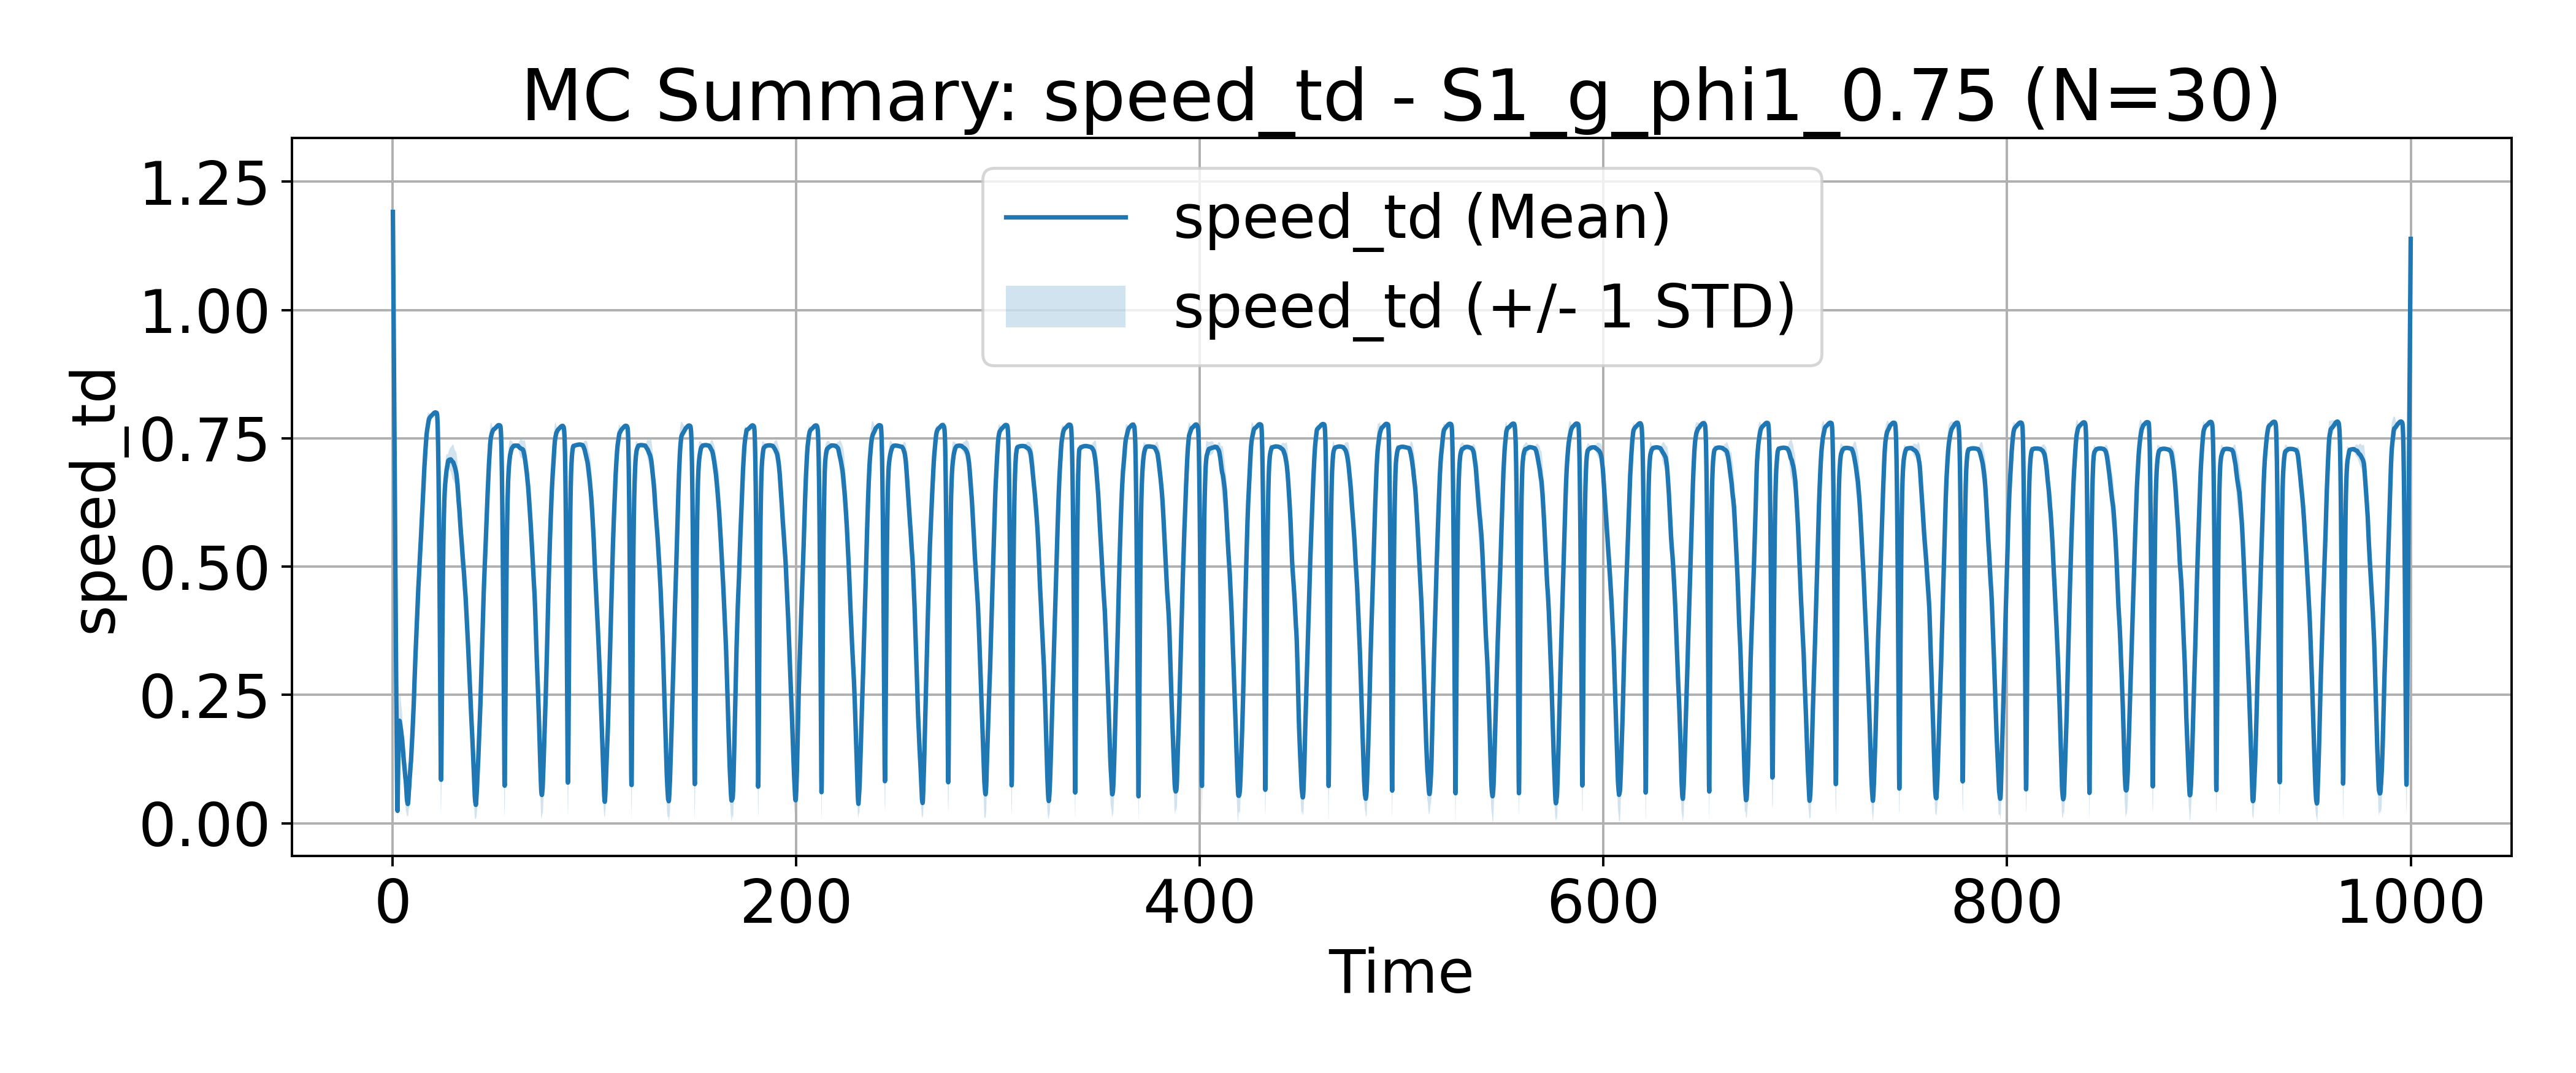 MC Summary: speed_td - S1_g_phi1_0.75 (N=30)
speed_td (Mean)
speed_td (+/- 1 STD)
speed_td
1.25
1.00
0.75
0.50
0.25
0.00
0 200 400 600 800 1000
Time